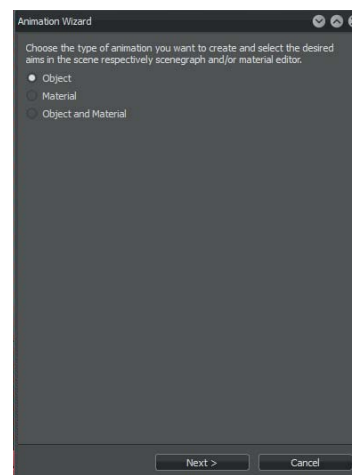 Animation Wizard
Choose the type of animation you want to create and select the desired
aims in the scene respectively scenegraph and/or material editor.
Object
Material
Object and Material
Next >
Cancel